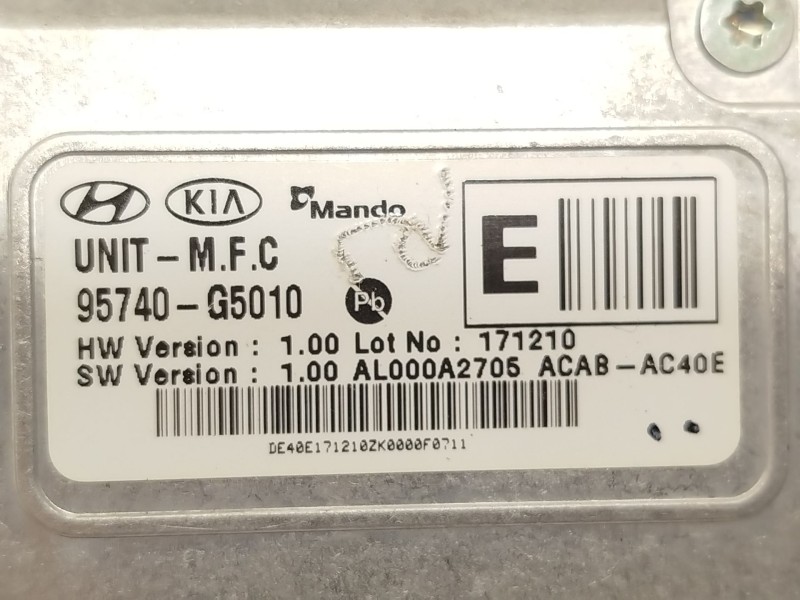 KIA Mando
UNIT - M.F.C
95740 - G5010 Pb
E
HW Version : 1.00 Lot No : 171210
SW Version : 1.00 AL000A2705 ACAB - AC40E
DE40E171210ZK0000F0711